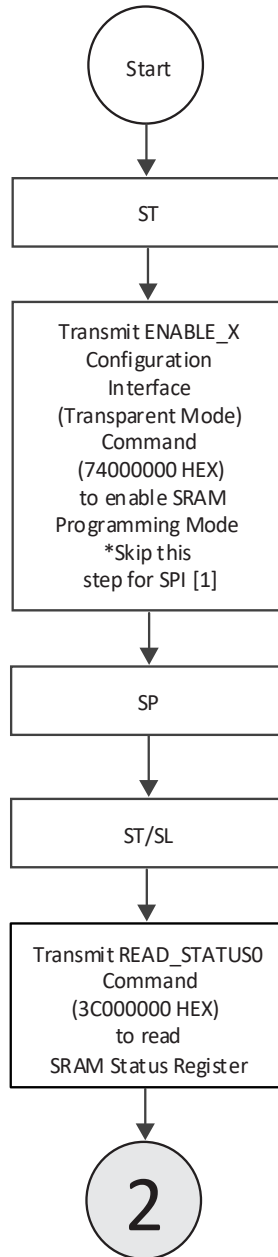 Start
ST
Transmit ENABLE_X
Configuration
Interface
(Transparent Mode)
Command
(74000000 HEX)
to enable SRAM
Programming Mode
*Skip this
step for SPI [1]
SP
ST/SL
Transmit READ_STATUS0
Command
(3C000000 HEX)
to read
SRAM Status Register
2